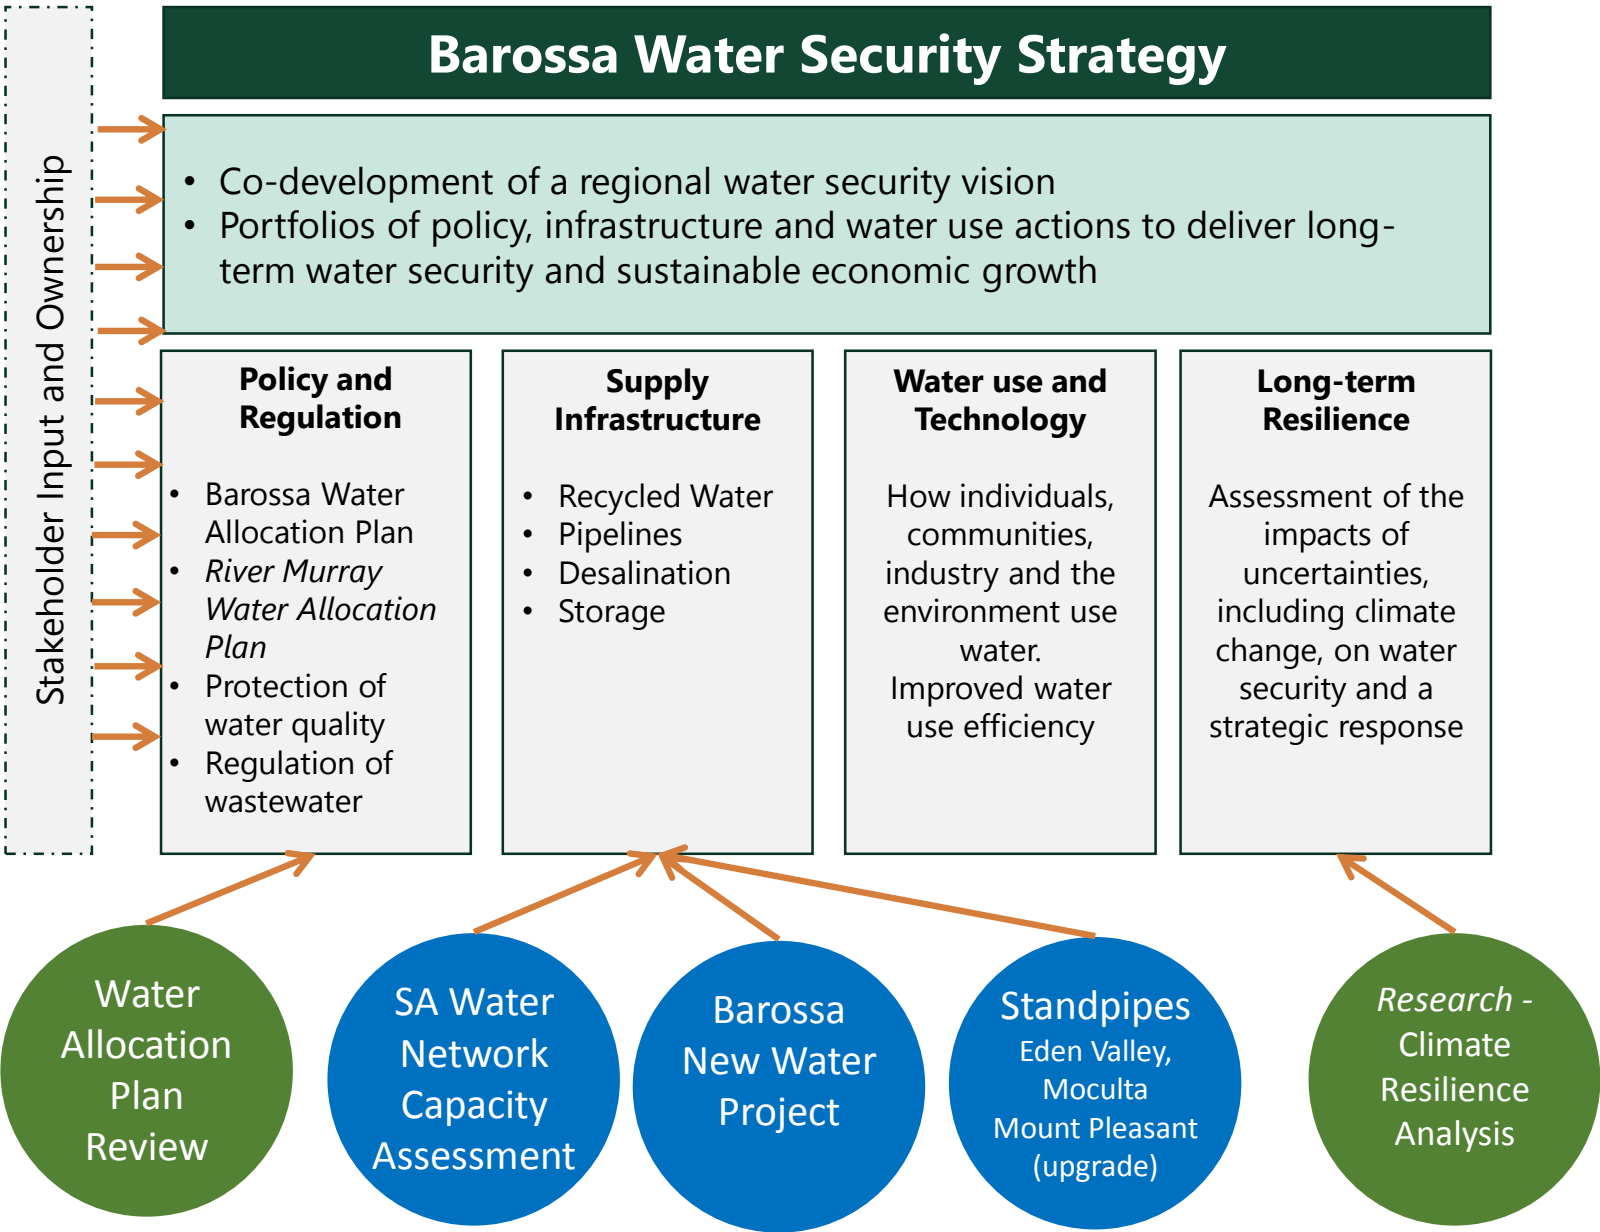 Barossa Water Security Strategy
Stakeholder Input and Ownership
• Co-development of a regional water security vision
• Portfolios of policy, infrastructure and water use actions to deliver long-
term water security and sustainable economic growth
Policy and
Regulation
• Barossa Water
Allocation Plan
• River Murray
Water Allocation
Plan
• Protection of
water quality
• Regulation of
wastewater
Supply
Infrastructure
• Recycled Water
• Pipelines
• Desalination
• Storage
Water use and
Technology
How individuals,
communities,
industry and the
environment use
water.
Improved water
use efficiency
Long-term
Resilience
Assessment of the
impacts of
uncertainties,
including climate
change, on water
security and a
strategic response
Water
Allocation
Plan
Review
SA Water
Network
Capacity
Assessment
Barossa
New Water
Project
Standpipes
Eden Valley,
Moculta
Mount Pleasant
(upgrade)
Research -
Climate
Resilience
Analysis